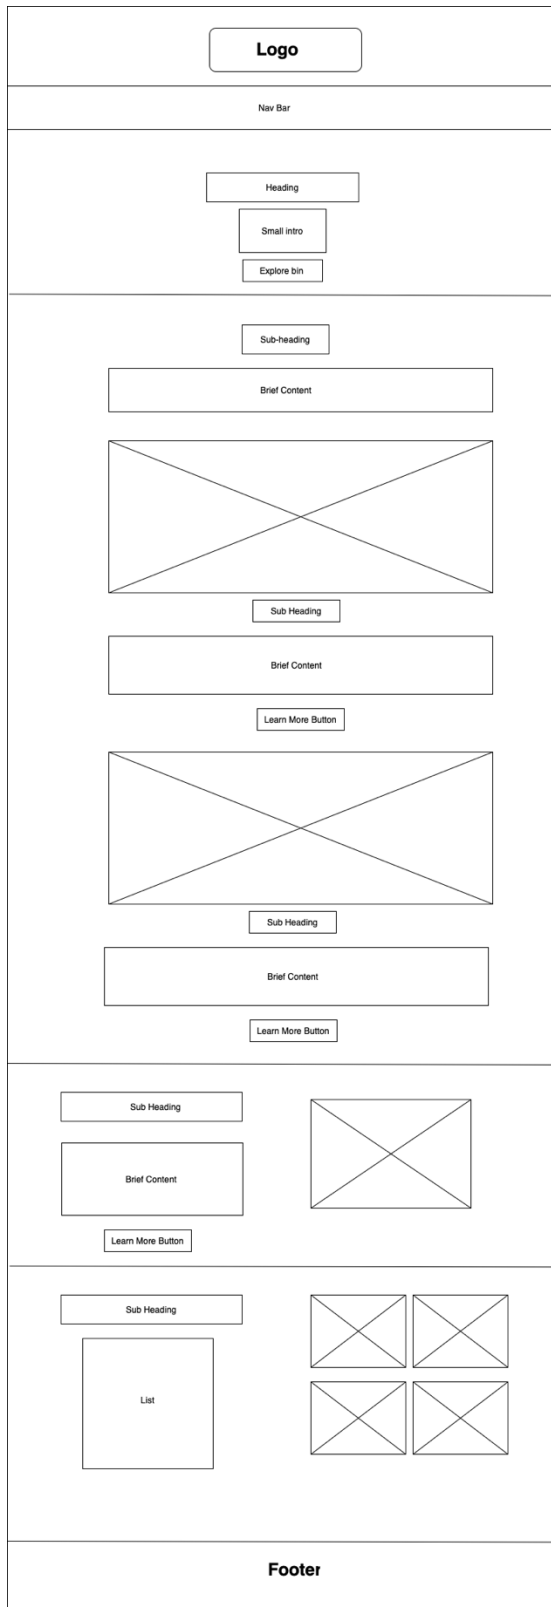 Logo
Nav Bar
Heading
Small intro
Explore bin
Sub-heading
Brief Content
Sub Heading
Brief Content
Learn More Button
Sub Heading
Brief Content
Learn More Button
Sub Heading
Brief Content
Learn More Button
Sub Heading
List
Footer